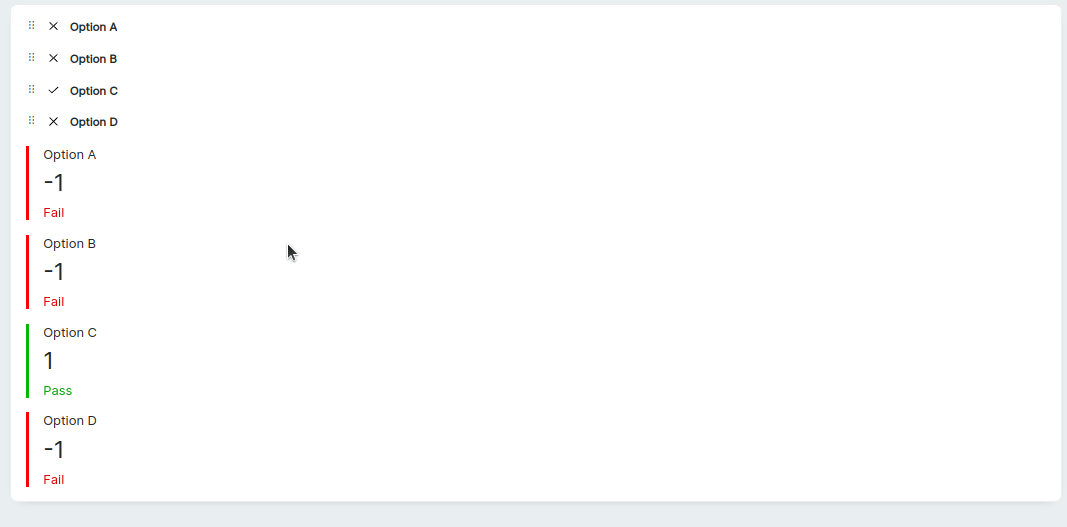 Option A
Option B
Option C
Option D
Option A
-1
Fail
Option B
-1
Fail
Option C
1
Pass
Option D
-1
Fail